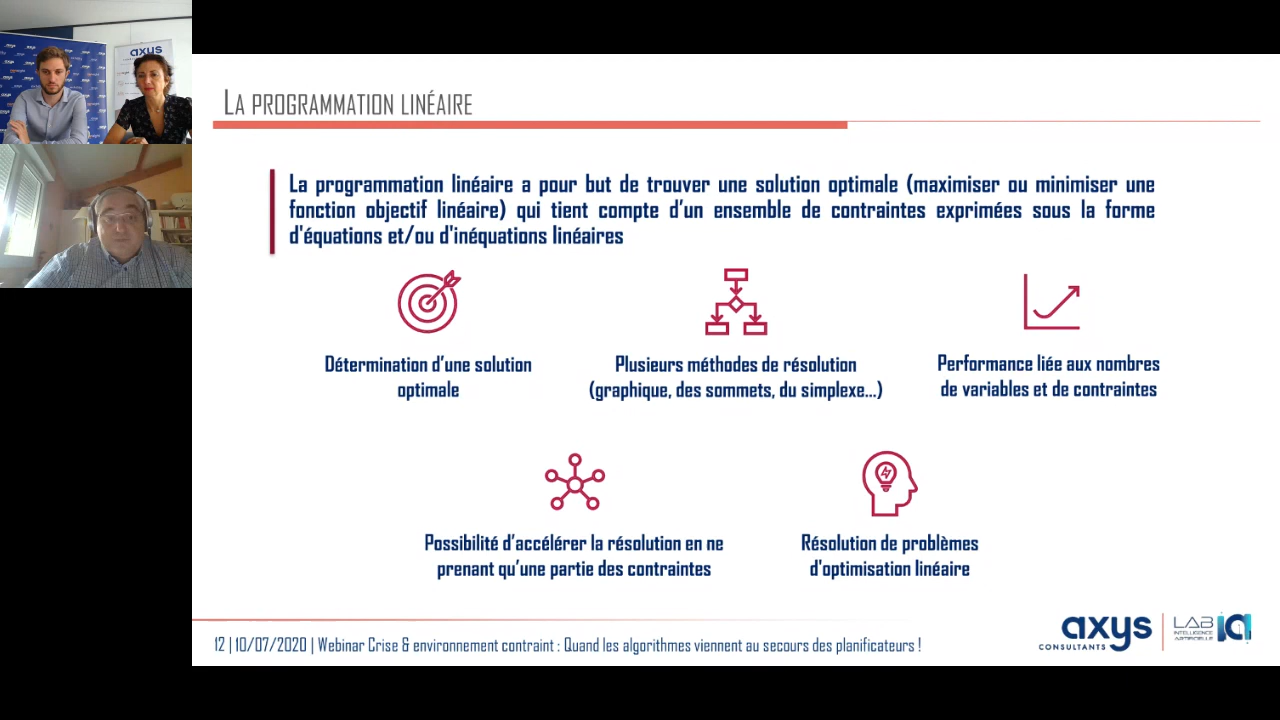 axys
LA PROGRAMMATION LINÉAIRE
La programmation linéaire a pour but de trouver une solution optimale (maximiser ou minimiser une
fonction objectif linéaire) qui tient compte d'un ensemble de contraintes exprimées sous la forme
d'équations et/ou d'inéquations linéaires
Détermination d'une solution
optimale
Plusieurs méthodes de résolution
(graphique, des sommets, du simplexe...)
Performance liée aux nombres
de variables et de contraintes
Possibilité d'accélérer la résolution en ne
prenant qu'une partie des contraintes
Résolution de problèmes
d'optimisation linéaire
12 | 10/07/2020 | Webinar Crise & environnement contraint : Quand les algorithmes viennent au secours des planificateurs !
axys
CONSULTANTS
LAB
INTELLIGENCE
ARTIFICIELLE
ia